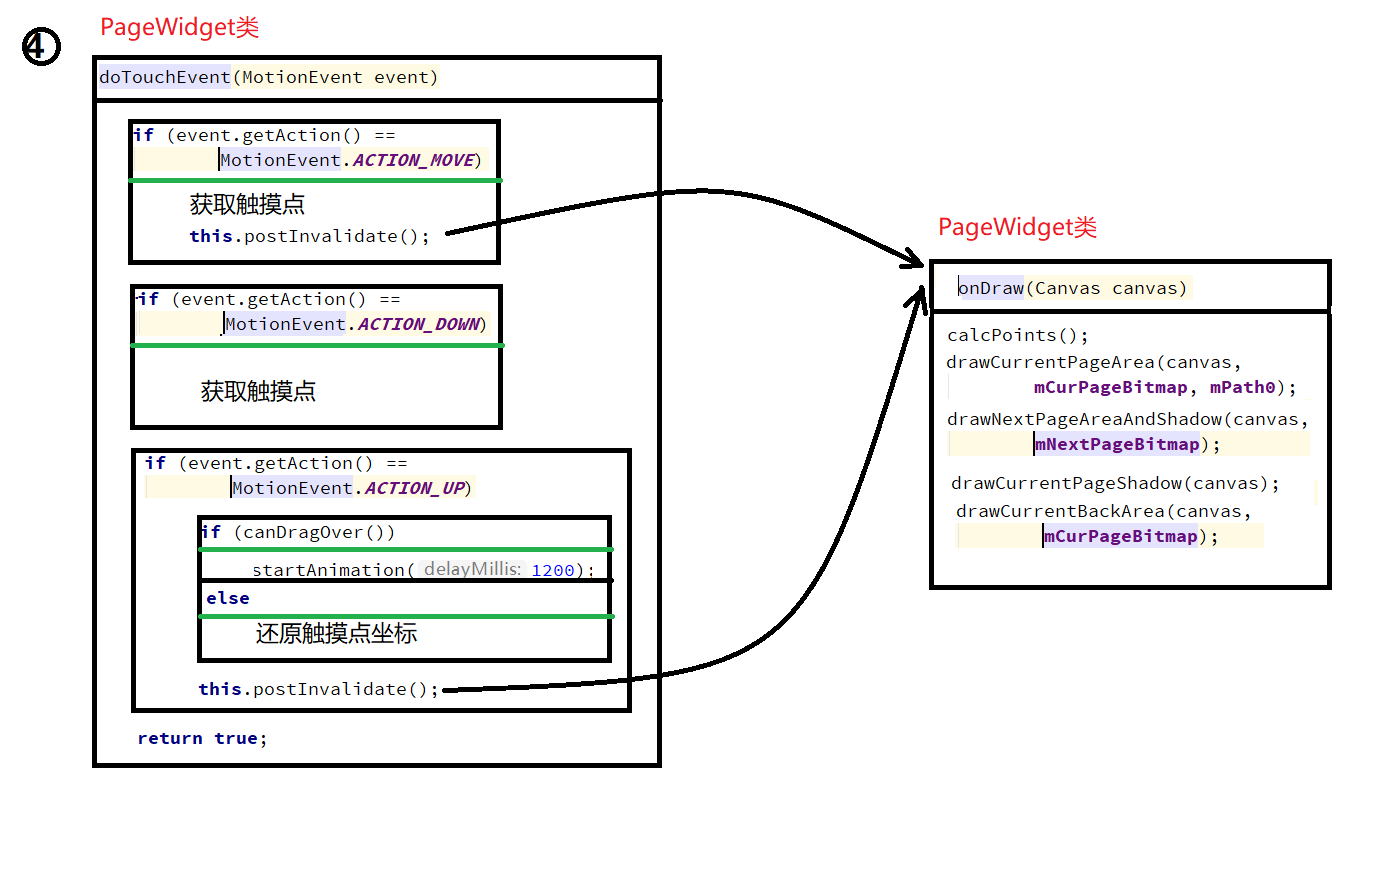 ④
PageWidget类
doTouchEvent(MotionEvent event)
if (event.getAction() ==
MotionEvent.ACTION_MOVE)
获取触摸点
this.postInvalidate();
if (event.getAction() ==
MotionEvent.ACTION_DOWN)
获取触摸点
if (event.getAction() ==
MotionEvent.ACTION_UP)
if (canDragOver())
startAnimation( delayMillis: 1200);
else
还原触摸点坐标
this.postInvalidate();
return true;
PageWidget类
onDraw(Canvas canvas)
calcPoints();
drawCurrentPageArea(canvas,
mCurPageBitmap, mPath0);
drawNextPageAreaAndShadow(canvas,
mNextPageBitmap);
drawCurrentPageShadow(canvas);
drawCurrentBackArea(canvas,
mCurPageBitmap);